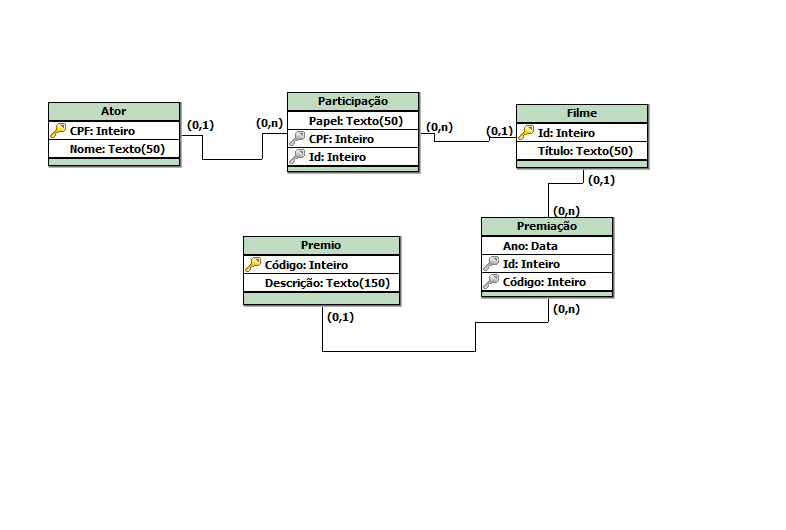 Ator
CPF: Inteiro
Nome: Texto(50)
(0,1)
(0,n)
Participação
Papel: Texto(50)
CPF: Inteiro
Id: Inteiro
(0,n)
(0,1)
Filme
Id: Inteiro
Título: Texto(50)
(0,1)
(0,n)
Premiação
Ano: Data
Id: Inteiro
Código: Inteiro
(0,n)
Premio
Código: Inteiro
Descrição: Texto(150)
(0,1)